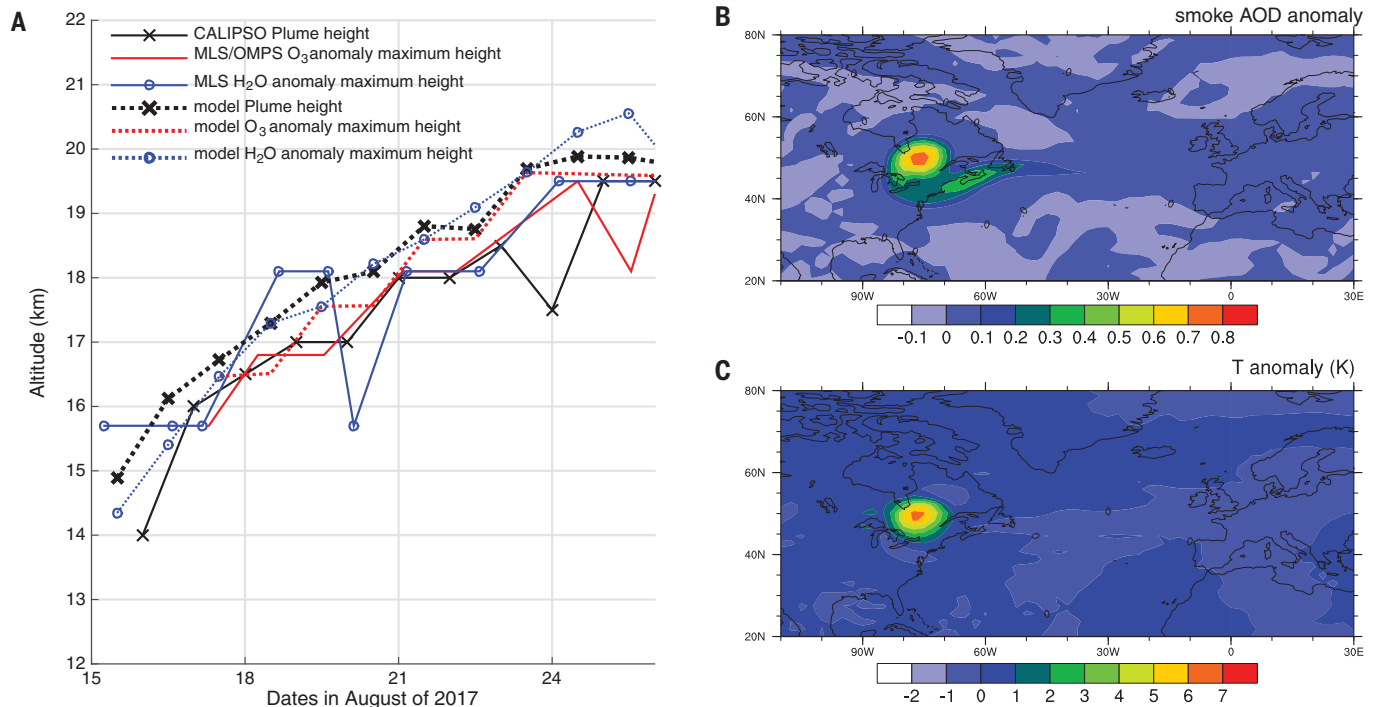 A
22
21
20
19
18
17
16
15
14
13
12
Altitude (km)
CALIPSO Plume height
MLS/OMPS O3anomaly maximum height
MLS H2O anomaly maximum height
model Plume height
model O3 anomaly maximum height
model H2O anomaly maximum height
15 18 21 24
Dates in August of 2017
B
smoke AOD anomaly
80N
60N
40N
20N
90W 60W 30W 0 30E
-0.1 0 0.1 0.2 0.3 0.4 0.5 0.6 0.7 0.8
C
T anomaly (K)
80N
60N
40N
20N
90W 60W 30W 0 30E
-2 -1 0 1 2 3 4 5 6 7